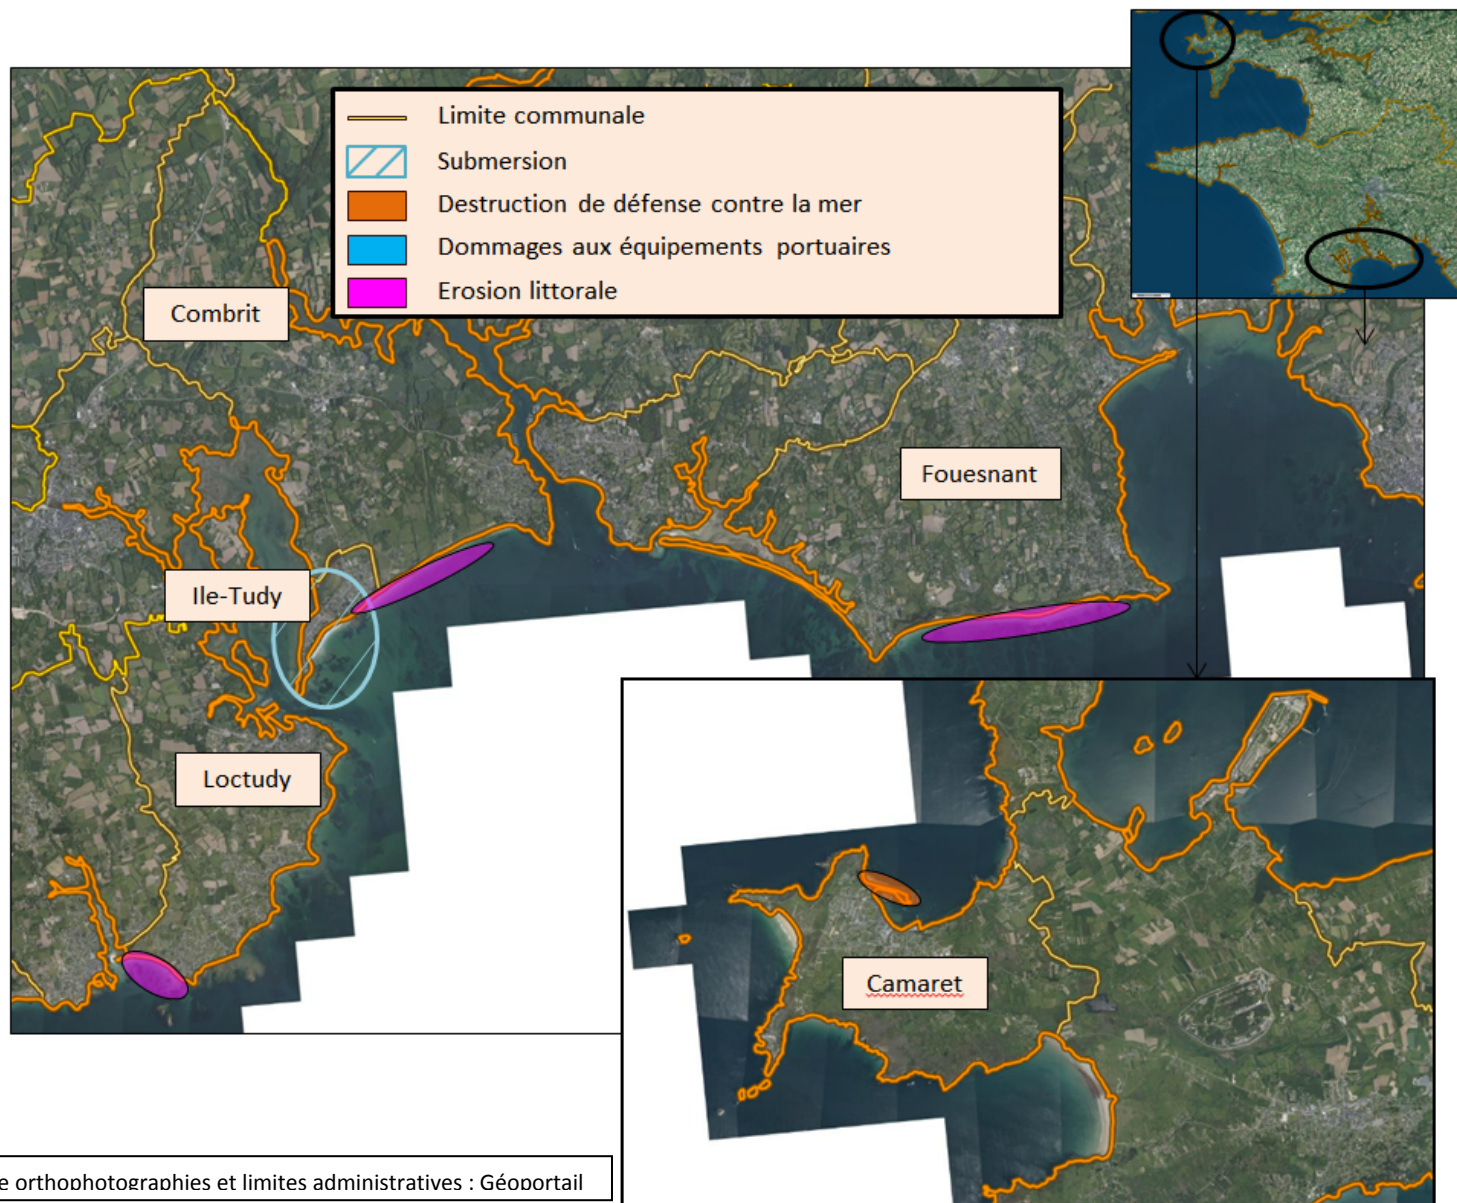 Limite communale
Submersion
Destruction de défense contre la mer
Dommages aux équipements portuaires
Erosion littorale
Combrit
Fouesnant
Ile-Tudy
Loctudy
Camaret
e orthophotographies et limites administratives : Géoportail